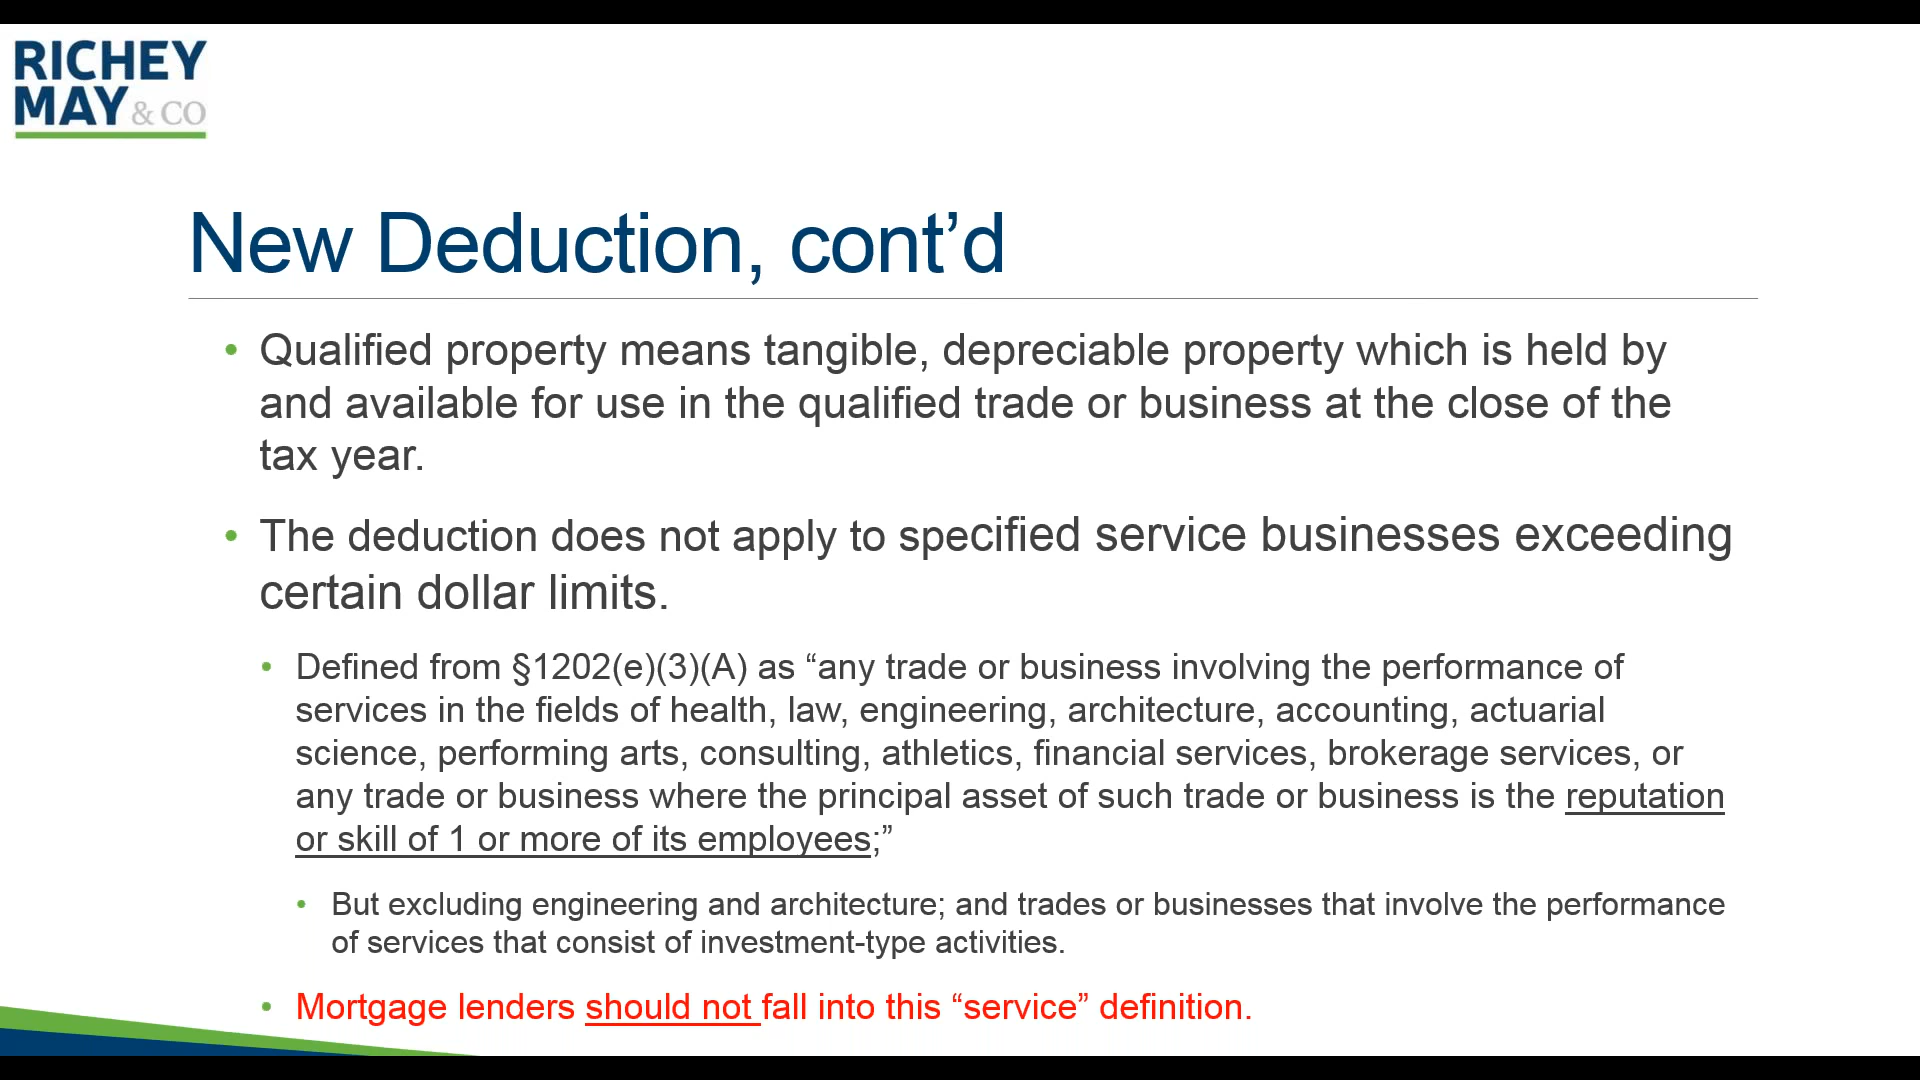 RICHEY
MAY & CO
New Deduction, cont’d
• Qualified property means tangible, depreciable property which is held by
and available for use in the qualified trade or business at the close of the
tax year.
• The deduction does not apply to specified service businesses exceeding
certain dollar limits.
• Defined from §1202(e)(3)(A) as “any trade or business involving the performance of
services in the fields of health, law, engineering, architecture, accounting, actuarial
science, performing arts, consulting, athletics, financial services, brokerage services, or
any trade or business where the principal asset of such trade or business is the reputation
or skill of 1 or more of its employees;”
• But excluding engineering and architecture; and trades or businesses that involve the performance
of services that consist of investment-type activities.
• Mortgage lenders should not fall into this “service” definition.